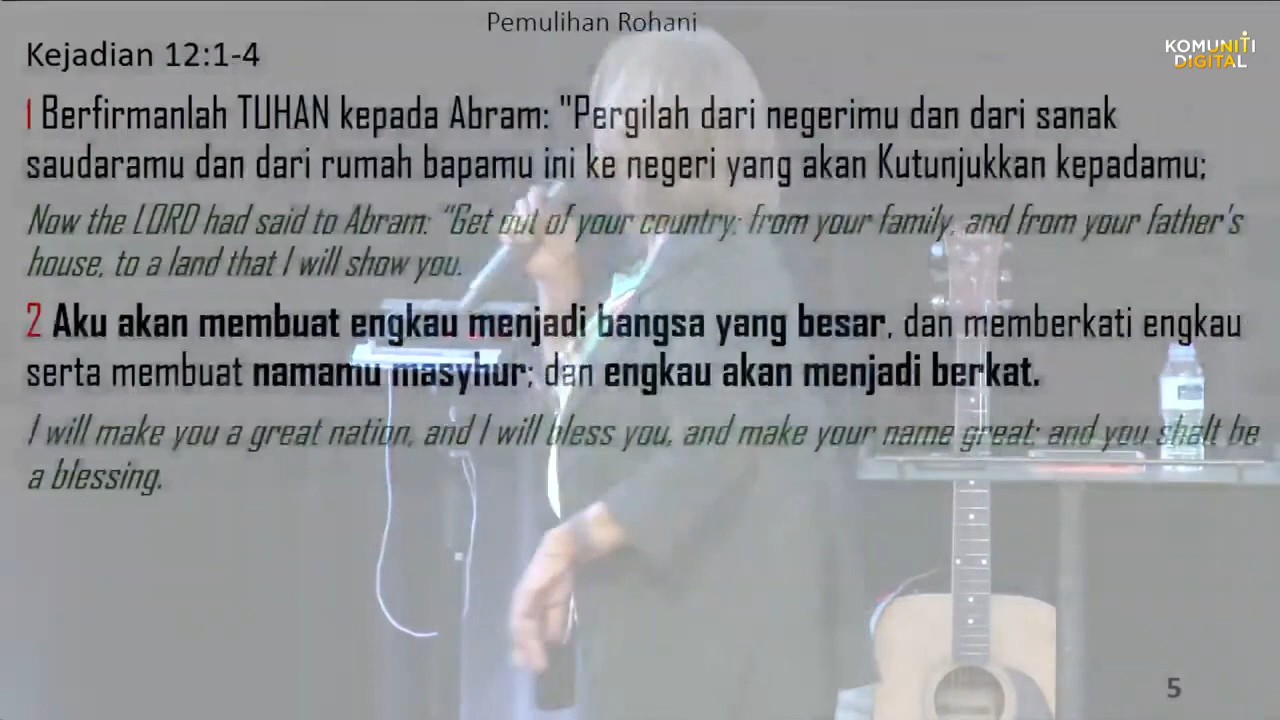 Pemulihan Rohani
KOMUNITI
DIGITAL
Kejadian 12:1-4
1 Berfirmanlah TUHAN kepada Abram: "Pergilah dari negerimu dan dari sanak
saudaramu dan dari rumah bapamu ini ke negeri yang akan Kutunjukkan kepadamu;
Now the LORD had said to Abram: "Get out of your country; from your family, and from your father's
house, to a land that I will show you.
2 Aku akan membuat engkau menjadi bangsa yang besar, dan memberkati engkau
serta membuat namamu masyhur; dan engkau akan menjadi berkat.
I will make you a great nation, and I will bless you, and make your name great; and you shalt be
a blessing.
5